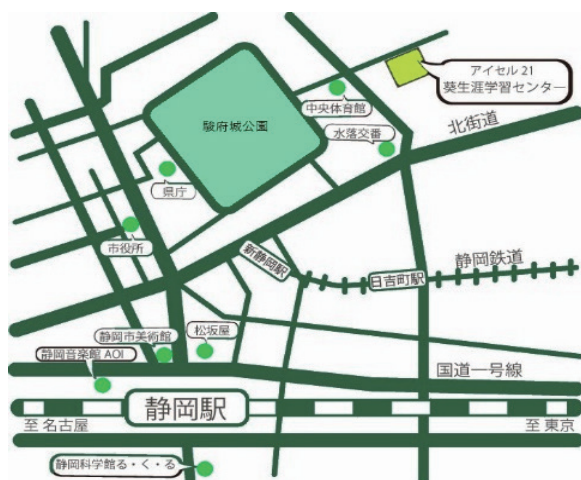 アイセル 21
葵生涯学習センター
中央体育館
駿府城公園
水落交番
北街道
県庁
市役所
新静岡駅
静岡鉄道
日吉町駅
静岡市美術館
松坂屋
静岡音楽館 AOI
国道一号線
静岡駅
至 名古屋
至 東京
静岡科学館る・く・る